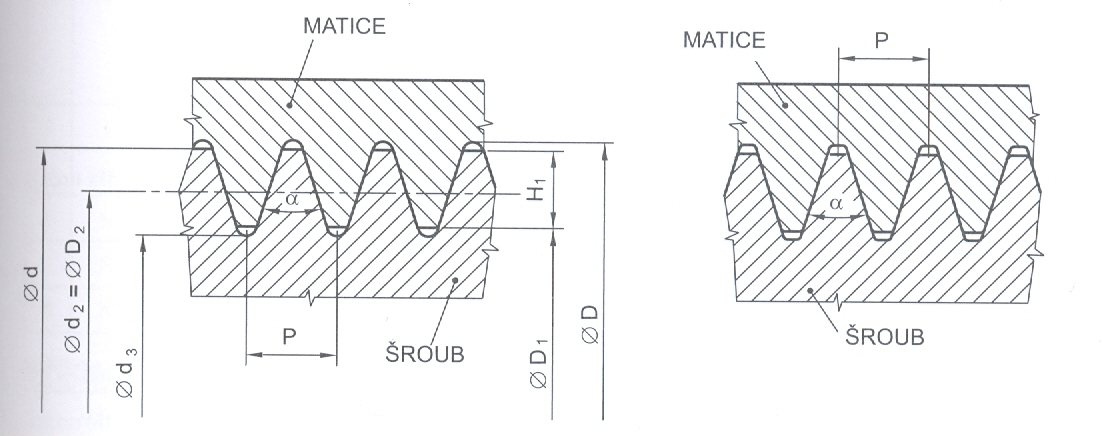 MATICE
α
H₁
Ø d
Ø d₂ = Ø D₂
Ø d₃
P
ŠROUB
Ø D₁
Ø D
MATICE
P
α
ŠROUB